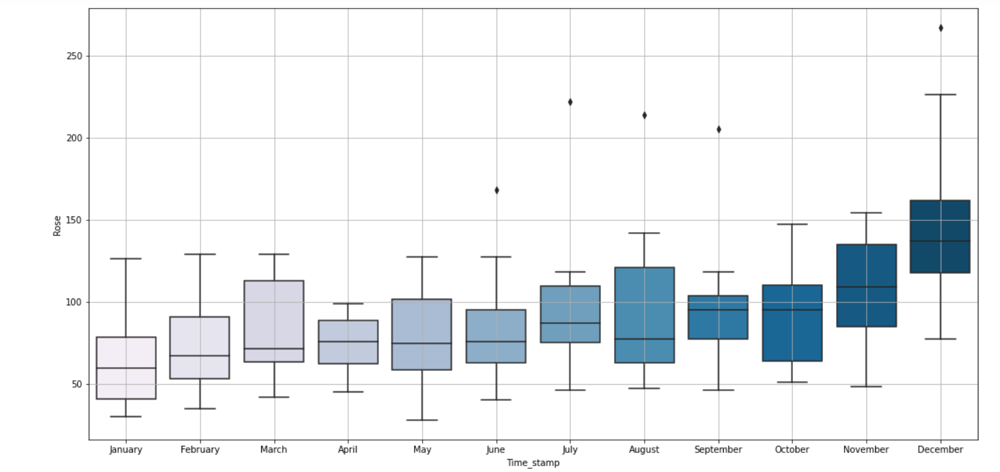 250
200
150
100
50
Rose
January February March April May June July August September October November December
Time_stamp